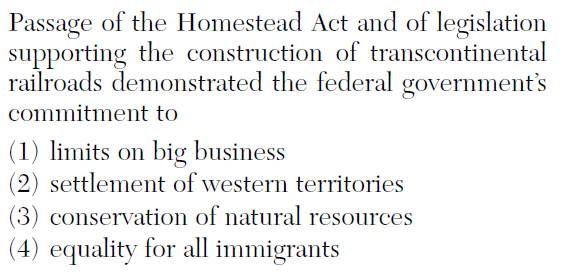 Passage of the Homestead Act and of legislation
supporting the construction of transcontinental
railroads demonstrated the federal government's
commitment to
(1) limits on big business
(2) settlement of western territories
(3) conservation of natural resources
(4) equality for all immigrants